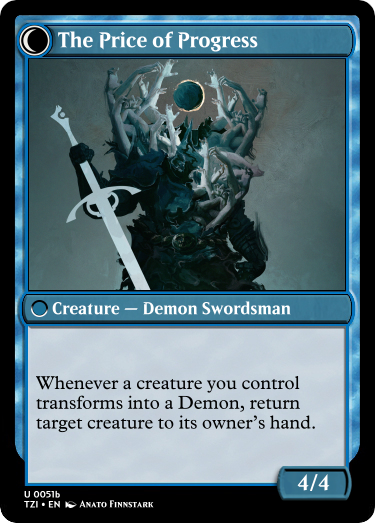 The Price of Progress
Creature — Demon Swordsman
Whenever a creature you control
transforms into a Demon, return
target creature to its owner's hand.
4/4
U 0051b
TZI • EN Anato Finnstark